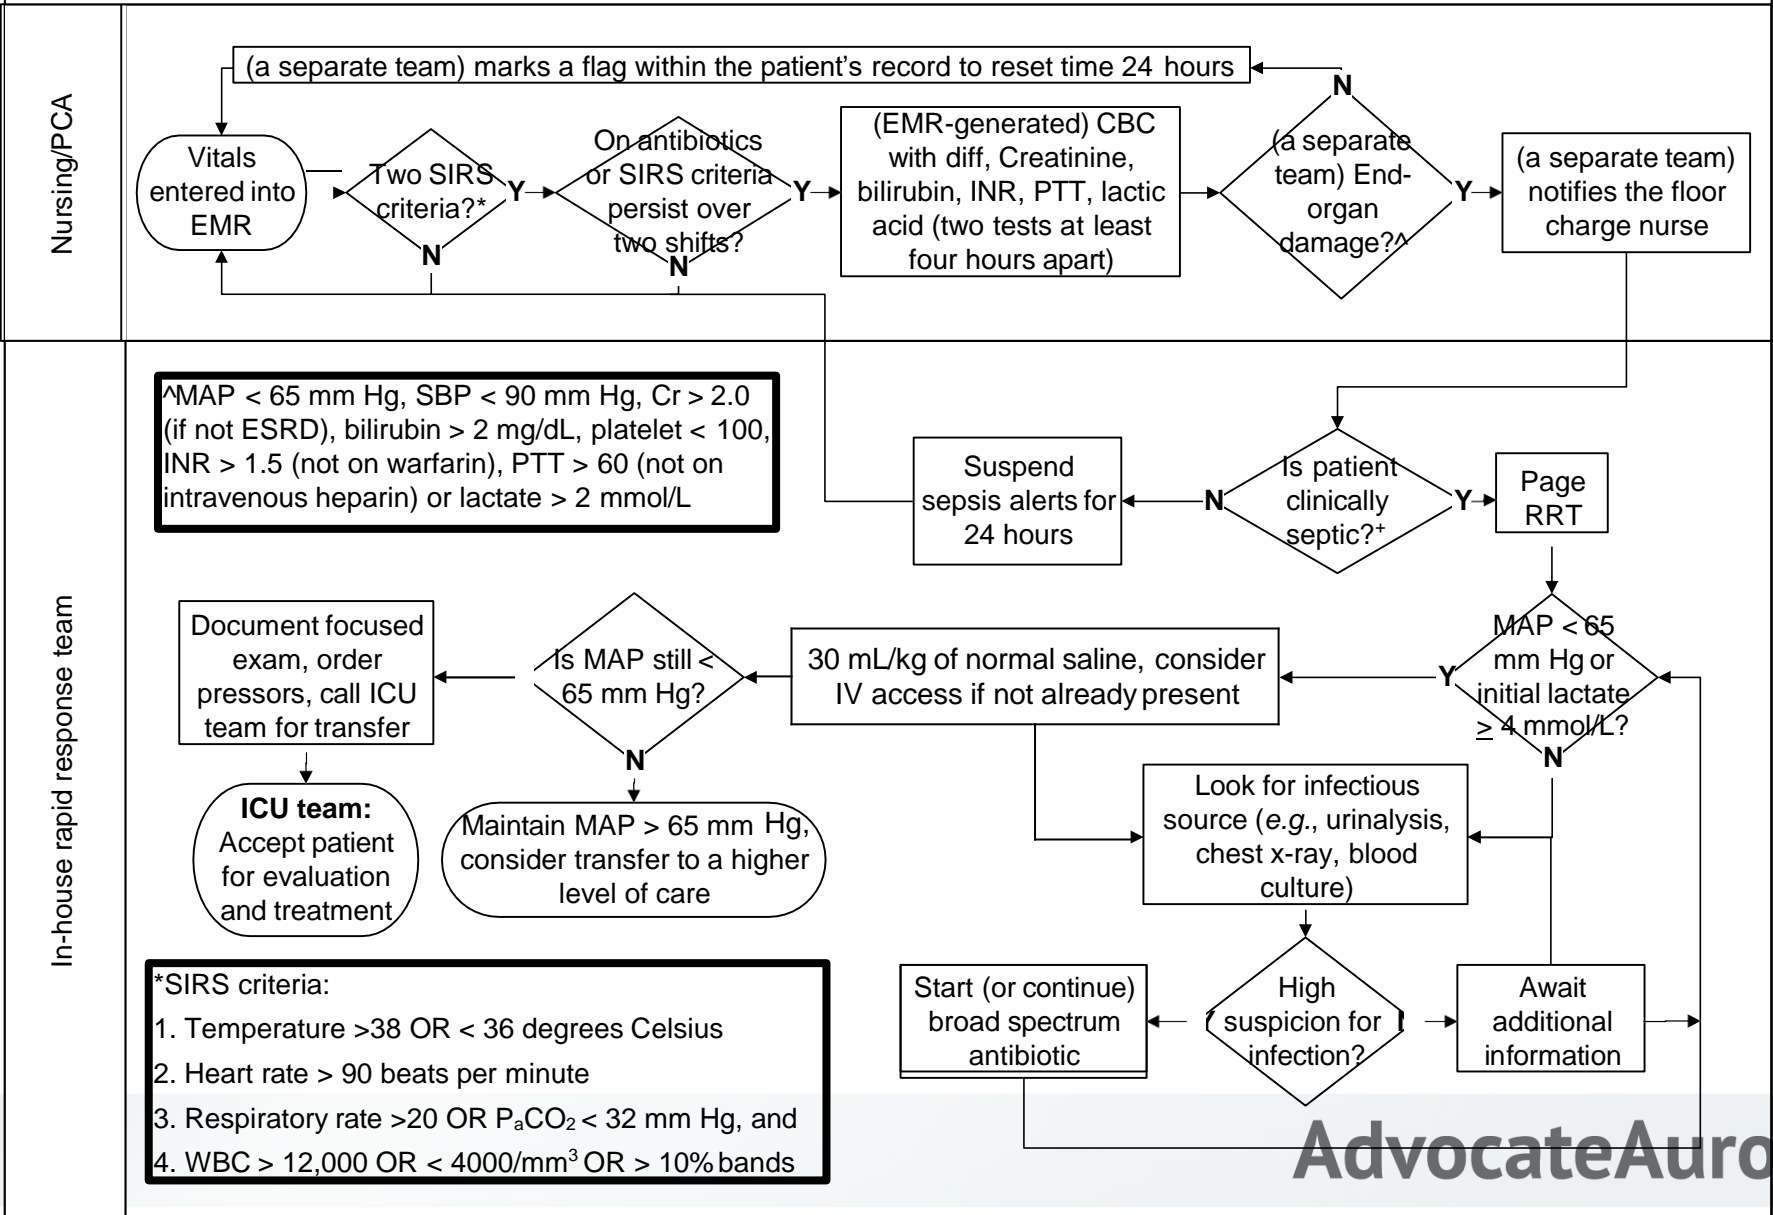 Nursing/PCA
(a separate team) marks a flag within the patient's record to reset time 24 hours
Vitals
entered into
EMR
Two SIRS
criteria?*
Y
N
On antibiotics
or SIRS criteria
persist over
two shifts?
Y
N
(EMR-generated) CBC
with diff, Creatinine,
bilirubin, INR, PTT, lactic
acid (two tests at least
four hours apart)
N
(a separate
team) End-
organ
damage?^
Y
(a separate team)
notifies the floor
charge nurse
In-house rapid response team
^MAP < 65 mm Hg, SBP < 90 mm Hg, Cr > 2.0
(if not ESRD), bilirubin > 2 mg/dL, platelet < 100,
INR > 1.5 (not on warfarin), PTT > 60 (not on
intravenous heparin) or lactate > 2 mmol/L
Suspend
sepsis alerts for
24 hours
N
Is patient
clinically
septic?+
Y
Page
RRT
Document focused
exam, order
pressors, call ICU
team for transfer
Is MAP still <
65 mm Hg?
N
30 mL/kg of normal saline, consider
IV access if not already present
Y
MAP < 65
mm Hg or
initial lactate
≥ 4 mmol/L?
N
ICU team:
Accept patient
for evaluation
and treatment
Maintain MAP > 65 mm Hg,
consider transfer to a higher
level of care
Look for infectious
source (e.g., urinalysis,
chest x-ray, blood
culture)
Start (or continue)
broad spectrum
antibiotic
High
suspicion for
infection?
Await
additional
information
*SIRS criteria:
1. Temperature >38 OR < 36 degrees Celsius
2. Heart rate > 90 beats per minute
3. Respiratory rate >20 OR PaCO2 < 32 mm Hg, and
4. WBC > 12,000 OR < 4000/mm³ OR > 10% bands
AdvocateAuro